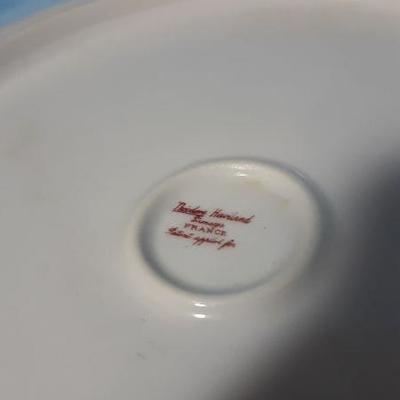 Theodore Haviland
Limoges
FRANCE
Patent applied for